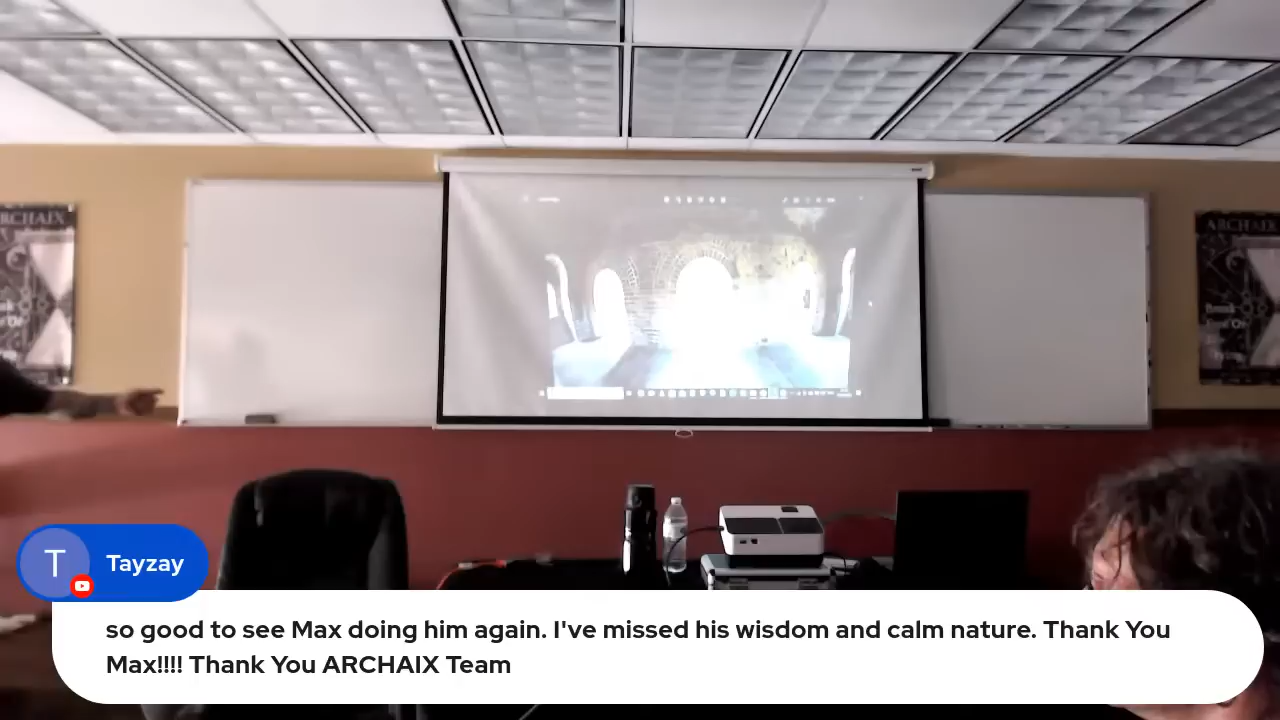 RCHAIX
ARCHAIX
T
Tayzay
so good to see Max doing him again. I've missed his wisdom and calm nature. Thank You
Max!!!! Thank You ARCHAIX Team